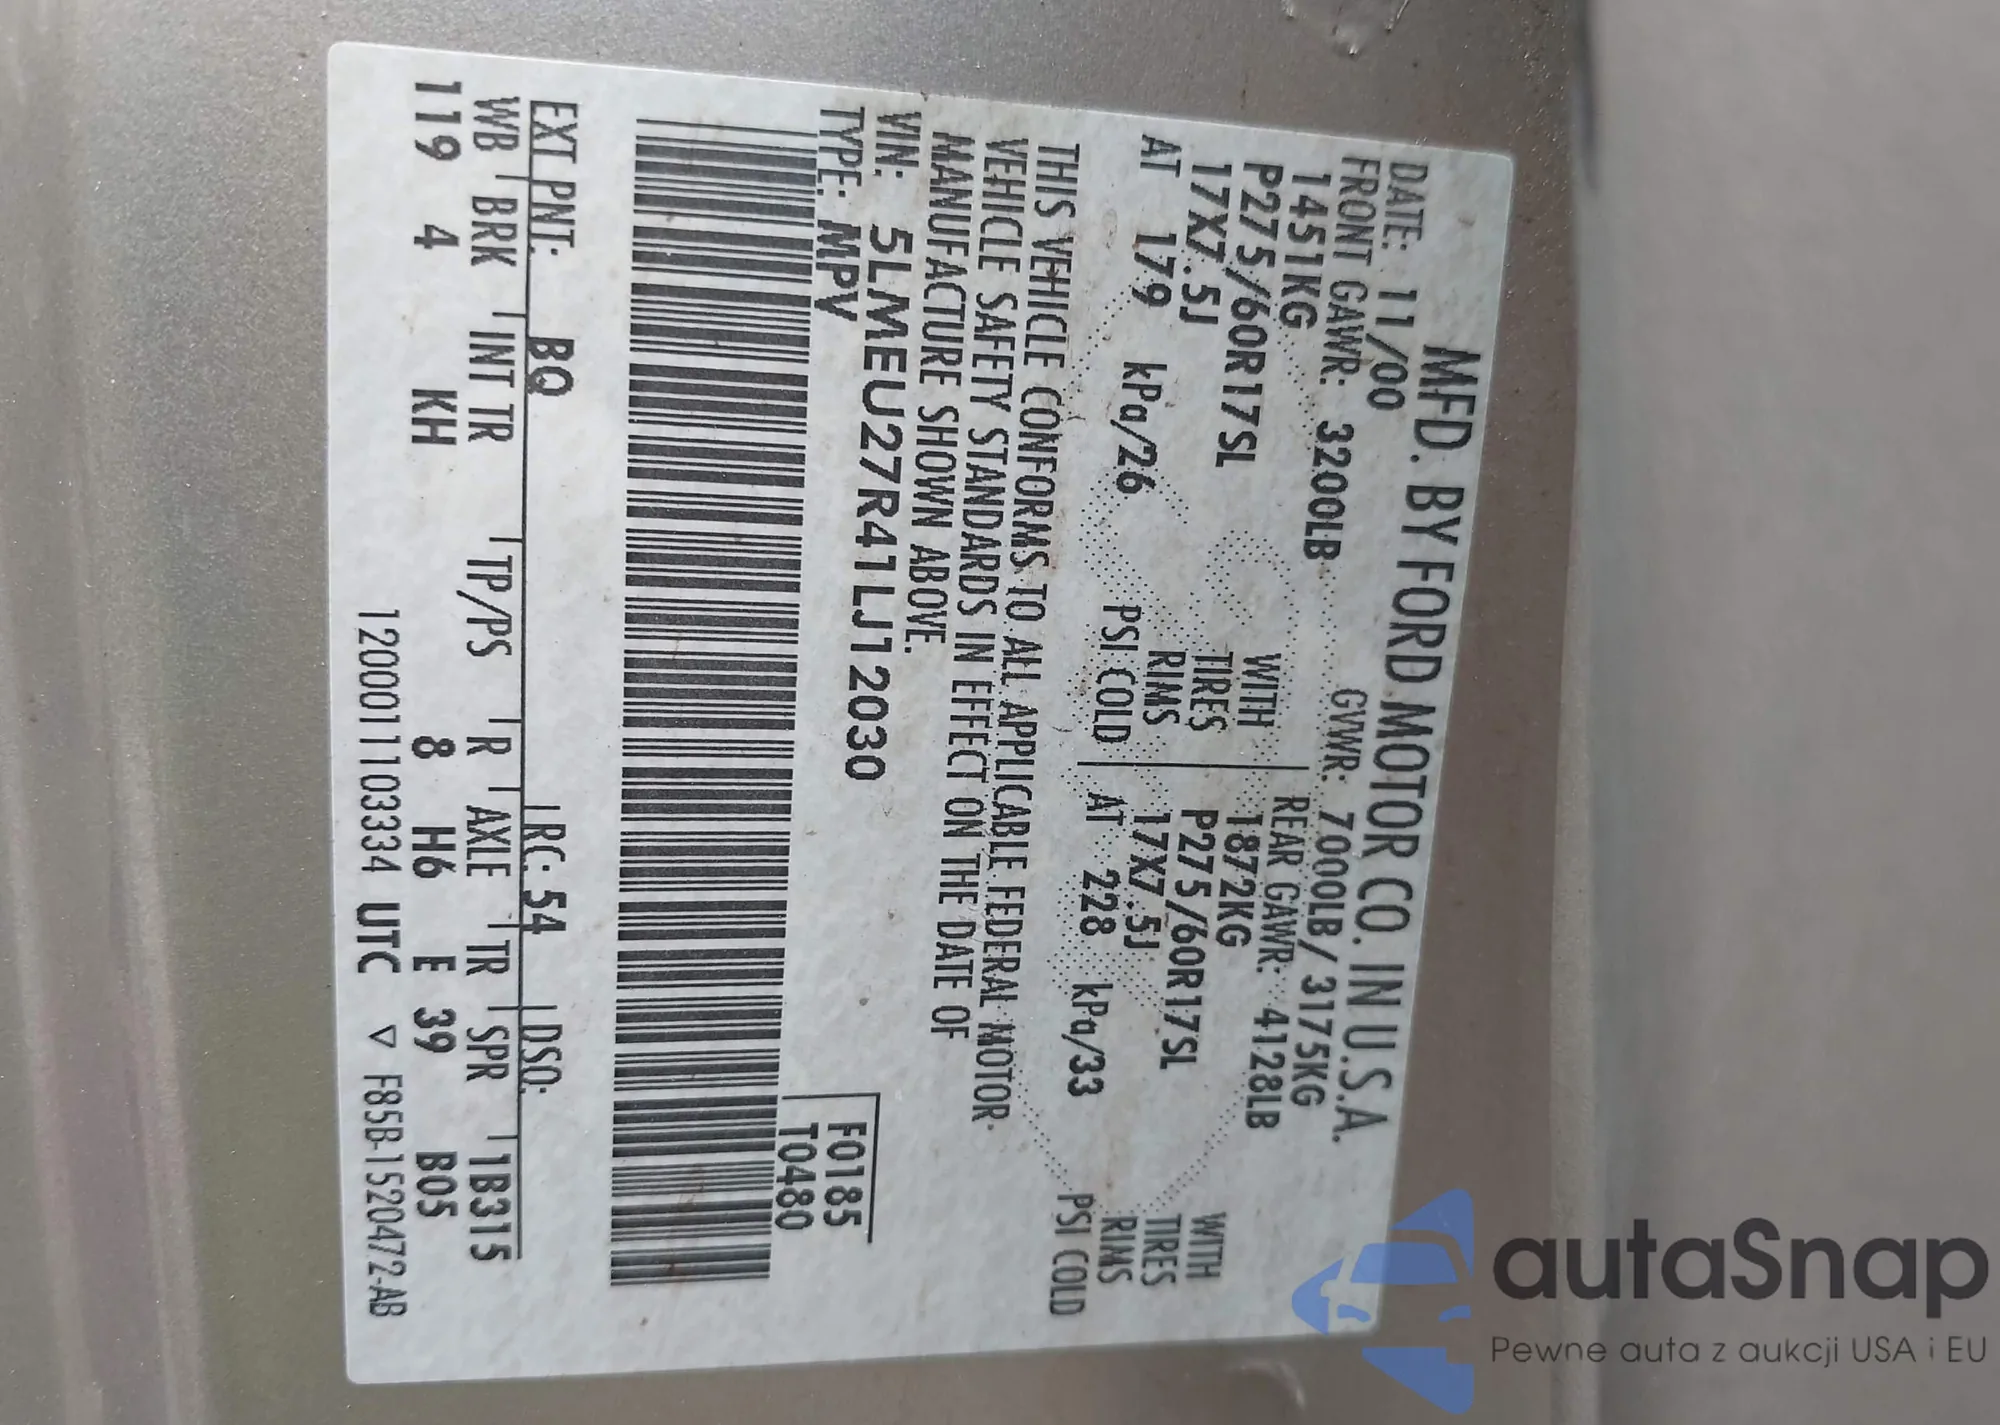 MFD. BY FORD MOTOR CO. IN U.S.A.
DATE: 11/00 GVWR: 7000LB/3175KG
FRONT GAWR: 3200LB REAR GAWR: 4128LB
1451KG WITH 1872KG WITH
P275/60R17SL TIRES P275/60R17SL TIRES
17X7.5J RIMS 17X7.5J RIMS
AT 179 kPa/26 PSI COLD AT 228 kPa/33 PSI COLD
THIS VEHICLE CONFORMS TO ALL APPLICABLE FEDERAL MOTOR
VEHICLE SAFETY STANDARDS IN EFFECT ON THE DATE OF
MANUFACTURE SHOWN ABOVE.
VIN: 5LMEU27R41LJ12030 F0185
TYPE: MPV T0480
EXT PNT: BQ RC: 54 DSO:
WB BRK INT TR TP/PS R AXLE TR SPR 1B315
119 4 KH 8 H6 E 39 B05
120001103334 UTC ▽ F85B-1520472-AB
autaSnap
Pewne auta z aukcji USA i EU